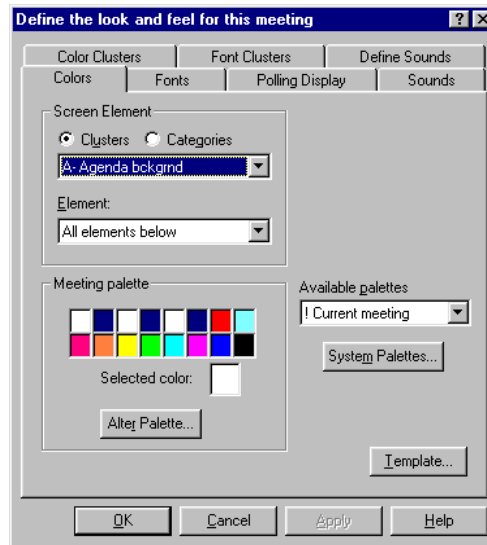 Define the look and feel for this meeting
Color Clusters Font Clusters Define Sounds
Colors Fonts Polling Display Sounds
Screen Element
Clusters Categories
A- Agenda bckgrnd
Element:
All elements below
Meeting palette
Available palettes
! Current meeting
System Palettes...
Selected color:
Alter Palette...
Template...
OK Cancel Apply Help